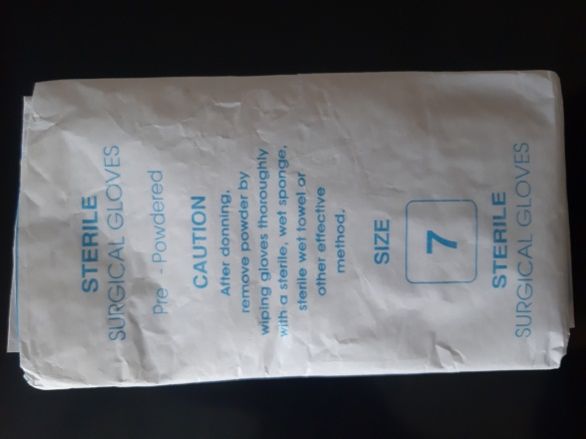 STERILE
SURGICAL GLOVES
Pre - Powdered
CAUTION
After donning,
remove powder by
wiping gloves thoroughly
with a sterile, wet sponge,
sterile wet towel or
other effective
method.
SIZE
7
STERILE
SURGICAL GLOVES